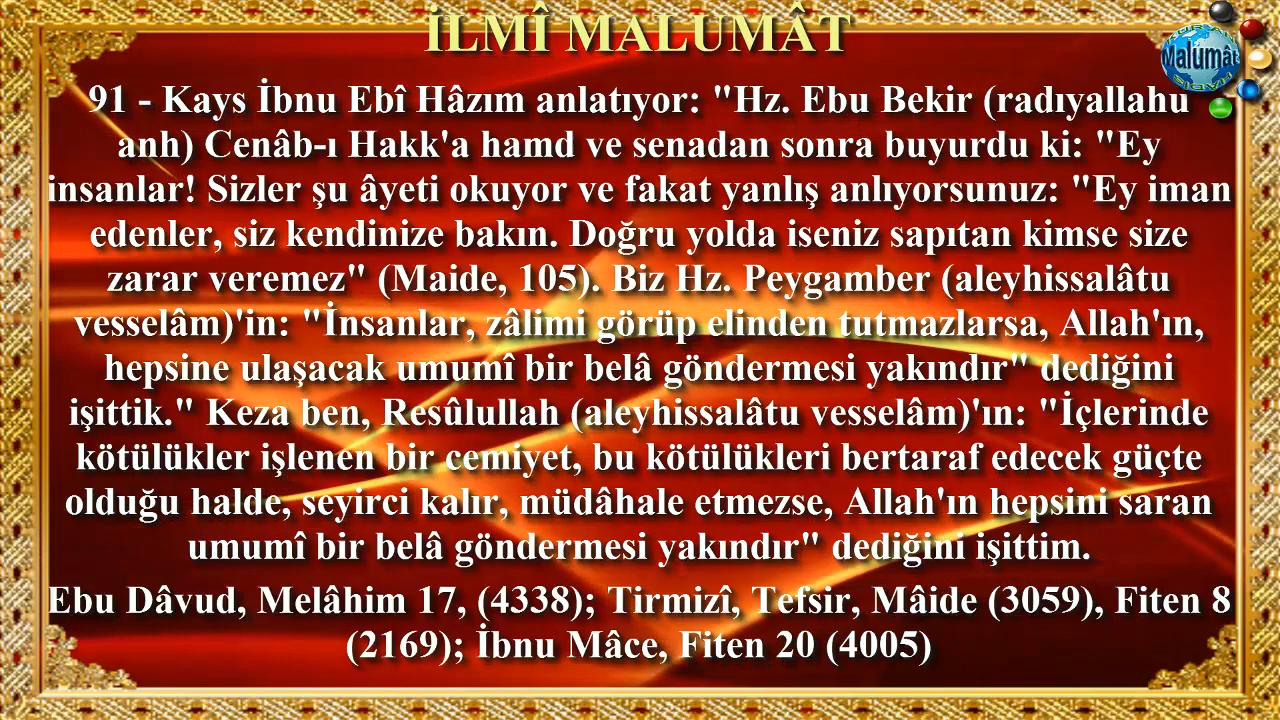 İLMÎ MALUMÂT
Malumât
91 - Kays İbnu Ebî Hâzım anlatıyor: "Hz. Ebu Bekir (radıyallahu
anh) Cenâb-ı Hakk'a hamd ve senadan sonra buyurdu ki: "Ey
insanlar! Sizler şu âyeti okuyor ve fakat yanlış anlıyorsunuz: "Ey iman
edenler, siz kendinize bakın. Doğru yolda iseniz sapıtan kimse size
zarar veremez" (Maide, 105). Biz Hz. Peygamber (aleyhissalâtu
vesselâm)'in: "İnsanlar, zâlimi görüp elinden tutmazlarsa, Allah'ın,
hepsine ulaşacak umumî bir belâ göndermesi yakındır" dediğini
işittik." Keza ben, Resûlullah (aleyhissalâtu vesselâm)'ın: "İçlerinde
kötülükler işlenen bir cemiyet, bu kötülükleri bertaraf edecek güçte
olduğu halde, seyirci kalır, müdâhale etmezse, Allah'ın hepsini saran
umumî bir belâ göndermesi yakındır" dediğini işittim.
Ebu Dâvud, Melâhim 17, (4338); Tirmizî, Tefsir, Mâide (3059), Fiten 8
(2169); İbnu Mâce, Fiten 20 (4005)